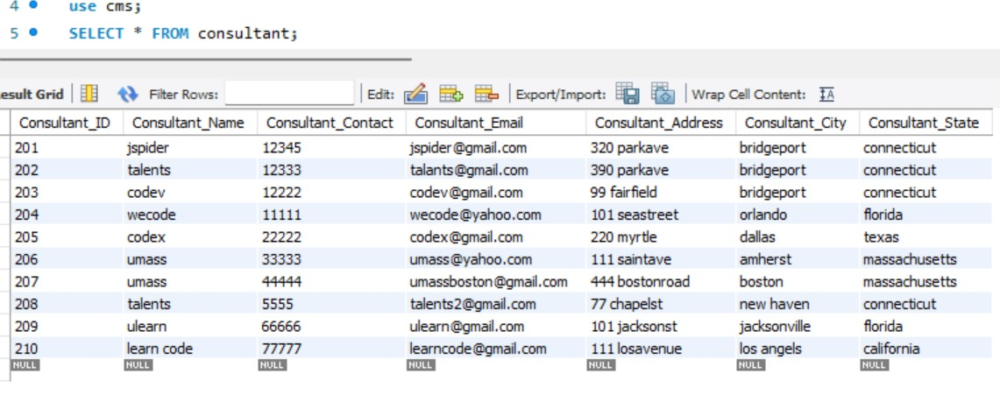 4 use cms;
5 SELECT * FROM consultant;
esult Grid Filter Rows: Edit: Export/Import: Wrap Cell Content: IA
Consultant_ID Consultant_Name Consultant_Contact Consultant_Email Consultant_Address Consultant_City Consultant_State
201 jspider 12345 jspider@gmail.com 320 parkave bridgeport connecticut
202 talents 12333 talants@gmail.com 390 parkave bridgeport connecticut
203 codev 12222 codev@gmail.com 99 fairfield bridgeport connecticut
204 wecode 11111 wecode@yahoo.com 101 seastreet orlando florida
205 codex 22222 codex@gmail.com 220 myrtle dallas texas
206 umass 33333 umass@yahoo.com 111 saintave amherst massachusetts
207 umass 44444 umassboston@gmail.com 444 bostonroad boston massachusetts
208 talents 5555 talents2@gmail.com 77 chapelst new haven connecticut
209 ulearn 66666 ulearn@gmail.com 101 jacksonst jacksonville florida
210 learn code 77777 learncode@gmail.com 111 losavenue los angels california
NULL NULL NULL NULL NULL NULL NULL